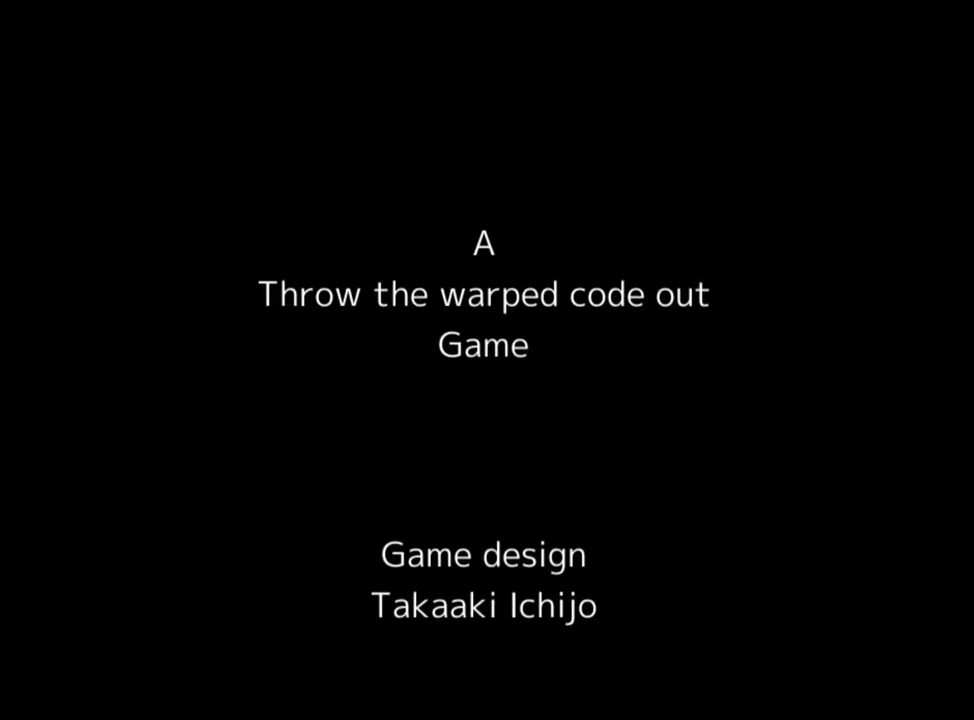 A
Throw the warped code out
Game
Game design
Takaaki Ichijo